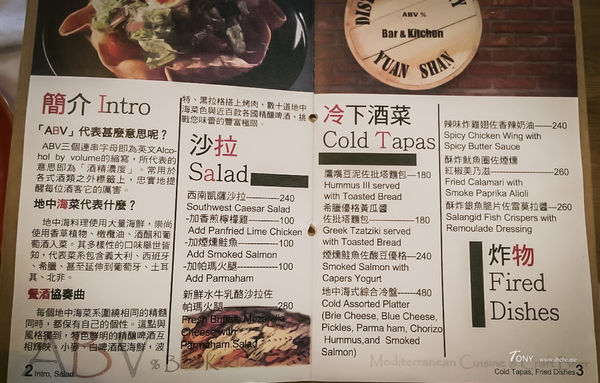 簡介 Intro
「ABV」代表甚麼意思呢？
ABV三個連串字母即為英文Alco-
hol by volume的縮寫，所代表的
意思即為「酒精濃度」。常用於
各式酒類之外標籤上，忠實地提
醒每位酒客它的厲害。
地中海菜代表什麼？
地中海料理使用大量海鮮，崇尚
使用香草植物、橄欖油、酒醋和葡
萄酒入菜。其多樣性的口味舉世皆
知，代表菜系包含義大利、西班牙
、希臘、甚至延伸到葡萄牙、土耳
其、北非。
餐酒協奏曲
每個地中海菜系圍繞相同的精髓
同時，都保有自己的個性。這點與
風格獨到，特色鮮明的精釀啤酒互
相輝映。小麥、白啤酒配海鮮，波
2 Intro, Salad
特、黑拉格搭上烤肉，數十道地中
海菜色與近百款各國精釀啤酒，挑
戰您味蕾的豐富極限。
沙拉
Salad
西南凱薩沙拉 240
Southwest Caesar Salad
-加香煎檸檬雞 100
Add Panfried Lime Chicken
-加煙燻鮭魚 100
Add Smoked Salmon
-加帕瑪火腿 100
Add Parmaham
新鮮水牛乳酪沙拉佐
帕瑪火腿 280
Fresh Buffalo Mozarella
Cheese with
Parmaham Salad
ABV %
ABV %
Bar & Kitchen
YUAN SHAN
冷下酒菜
Cold Tapas
鷹嘴豆泥佐批塔麵包 180
Hummus III served
with Toasted Bread
希臘優格黃瓜醬
佐批塔麵包 180
Greek Tzatziki served
with Toasted Bread
煙燻鮭魚佐酸豆優格 240
Smoked Salmon with
Capers Yogurt
地中海式綜合冷盤 480
Cold Assorted Platter
(Brie Cheese, Blue Cheese,
Pickles, Parma ham, Chorizo
Hummus,and Smoked
Salmon)
辣味炸雞翅佐香辣奶油 240
Spicy Chicken Wing with
Spicy Butter Sauce
酥炸魷魚圈佐煙燻
紅椒美乃滋 260
Fried Calamari with
Smoke Paprika Alioli
酥炸銀魚脆片佐雷莫拉醬 260
Salangid Fish Crispers with
Remoulade Dressing
炸物
Fired
Dishes
Mediterranean Cuisine &
TONY
Cold Tapas, Fried Dishes 3